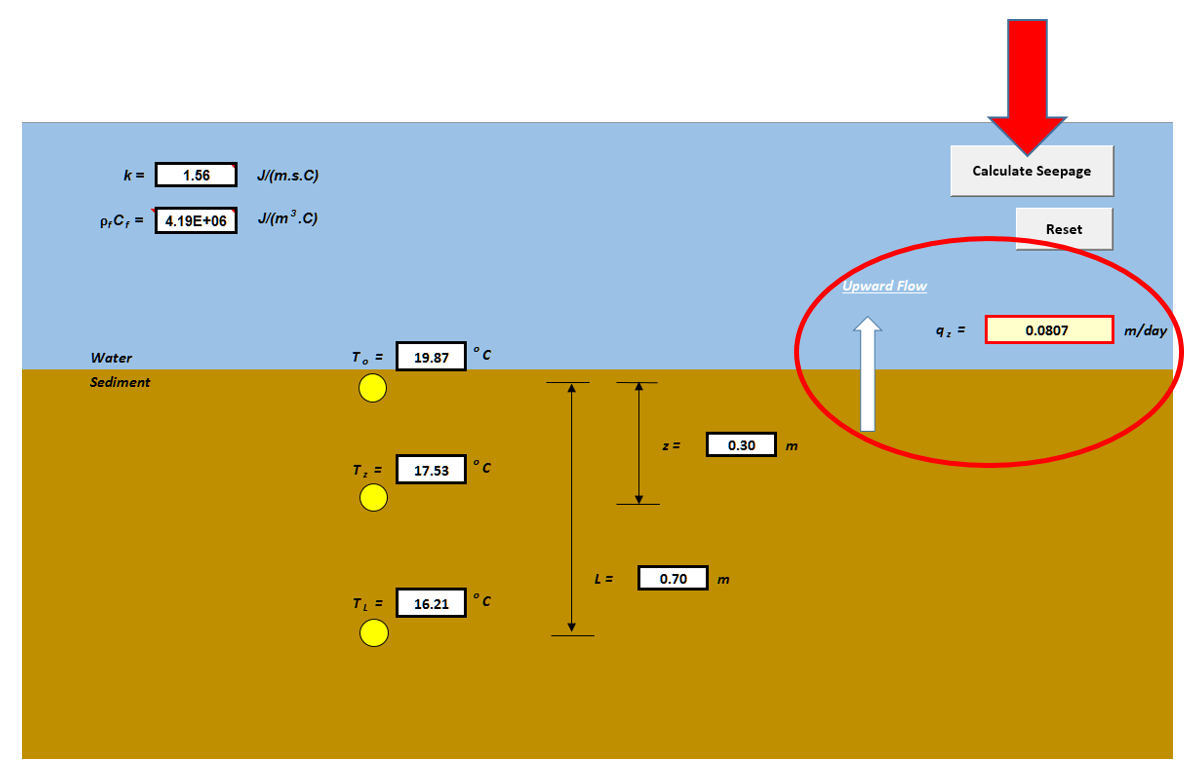 Calculate Seepage
k = 1.56 J/(m.s.C)
ρfCf = 4.19E+06 J/(m³.C)
Reset
Upward Flow
qz = 0.0807 m/day
Water
To = 19.87 °C
Sediment
z = 0.30 m
Tz = 17.53 °C
L = 0.70 m
TL = 16.21 °C